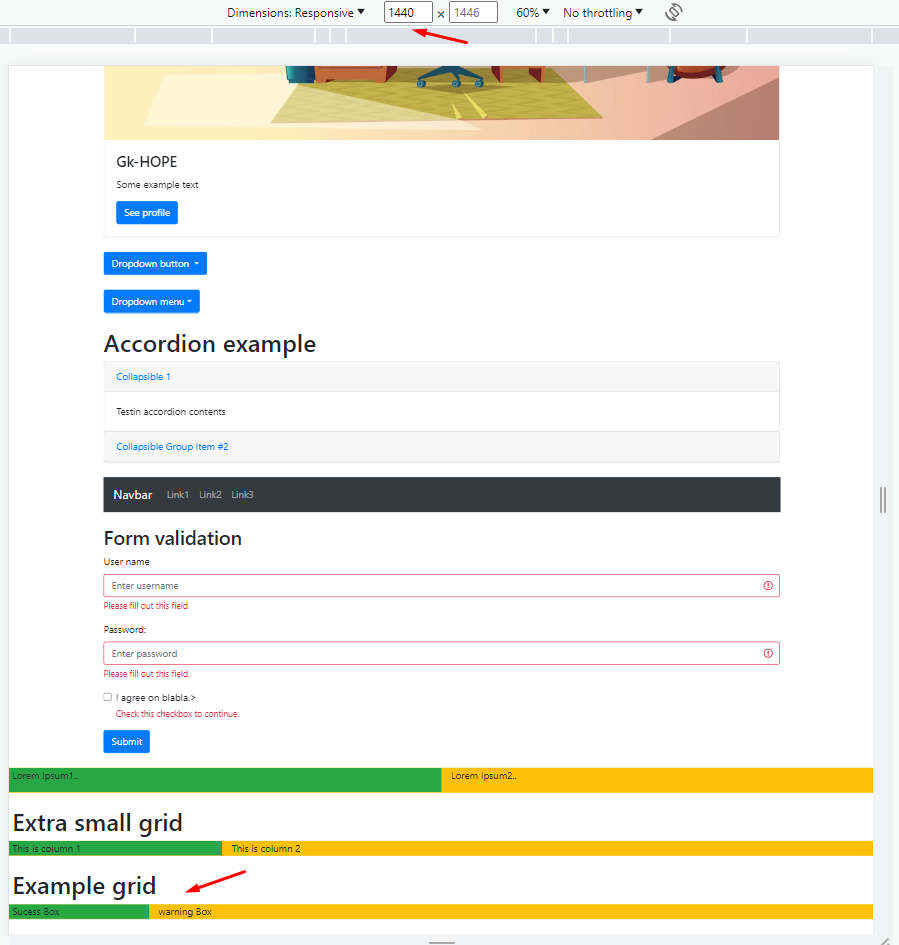 Dimensions: Responsive 1440 × 1446 60% No throttling
Gk-HOPE
Some example text
See profile
Dropdown button
Dropdown menu
Accordion example
Collapsible 1
Testin accordion contents
Collapsible Group Item #2
Navbar Link1 Link2 Link3
Form validation
User name
Enter username
Please fill out this field
Password:
Enter password
Please fill out this field.
I agree on blabla.>
Check this checkbox to continue.
Submit
Lorem Ipsum1.. Lorem Ipsum2..
Extra small grid
This is column 1 This is column 2
Example grid
Sucess Box warning Box